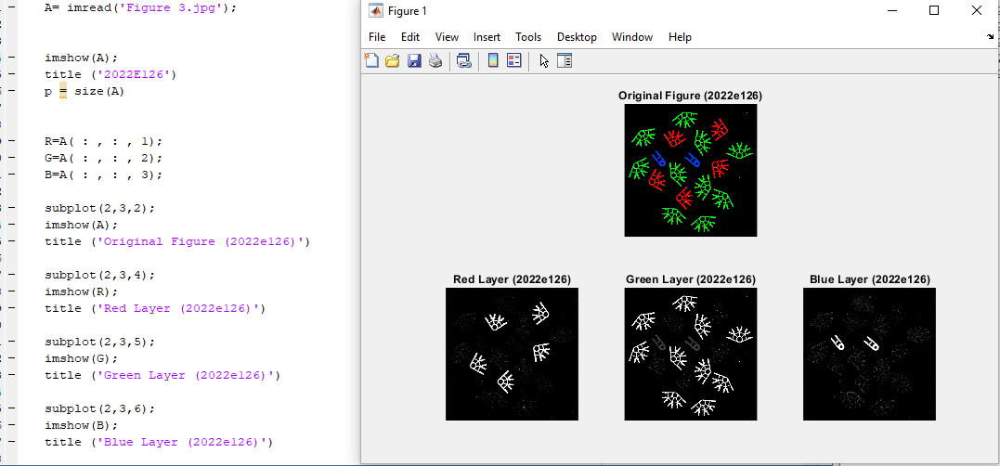 A= imread('Figure 3.jpg');
imshow(A);
title ('2022E126')
p = size(A)
R=A( : , : , 1);
G=A( : , : , 2);
B=A( : , : , 3);
subplot(2,3,2);
imshow(A);
title ('Original Figure (2022e126)')
subplot(2,3,4);
imshow(R);
title ('Red Layer (2022e126)')
subplot(2,3,5);
imshow(G);
title ('Green Layer (2022e126)')
subplot(2,3,6);
imshow(B);
title ('Blue Layer (2022e126)')
Figure 1
File Edit View Insert Tools Desktop Window Help
Original Figure (2022e126)
Red Layer (2022e126) Green Layer (2022e126) Blue Layer (2022e126)